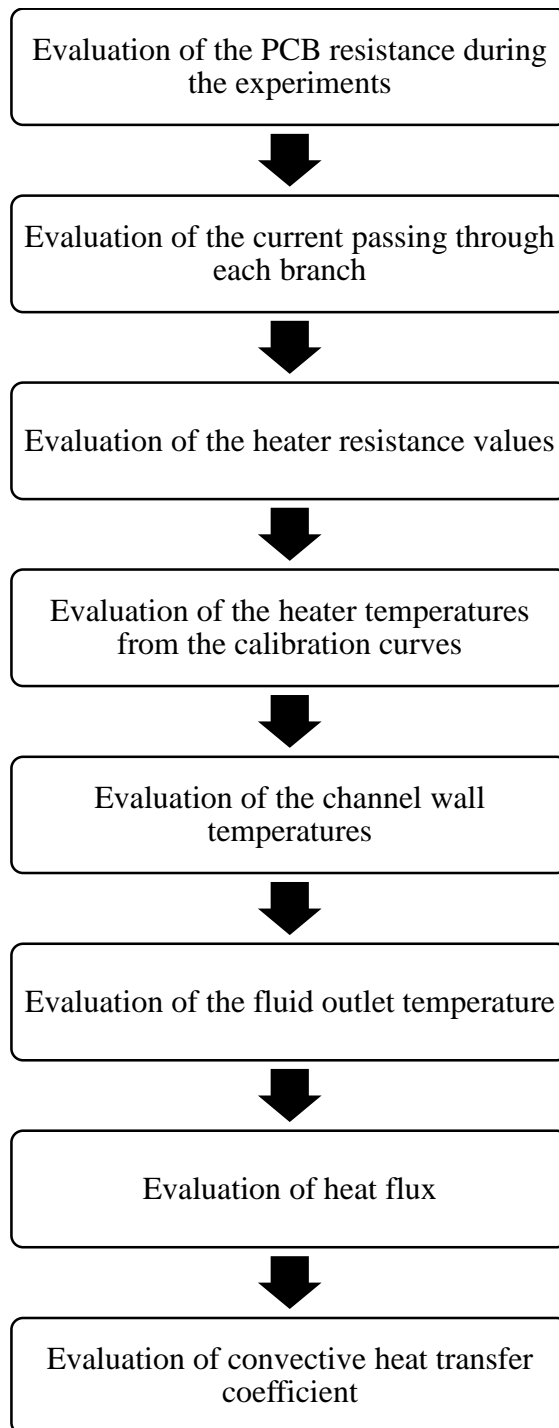 Evaluation of the PCB resistance during
the experiments
Evaluation of the current passing through
each branch
Evaluation of the heater resistance values
Evaluation of the heater temperatures
from the calibration curves
Evaluation of the channel wall
temperatures
Evaluation of the fluid outlet temperature
Evaluation of heat flux
Evaluation of convective heat transfer
coefficient